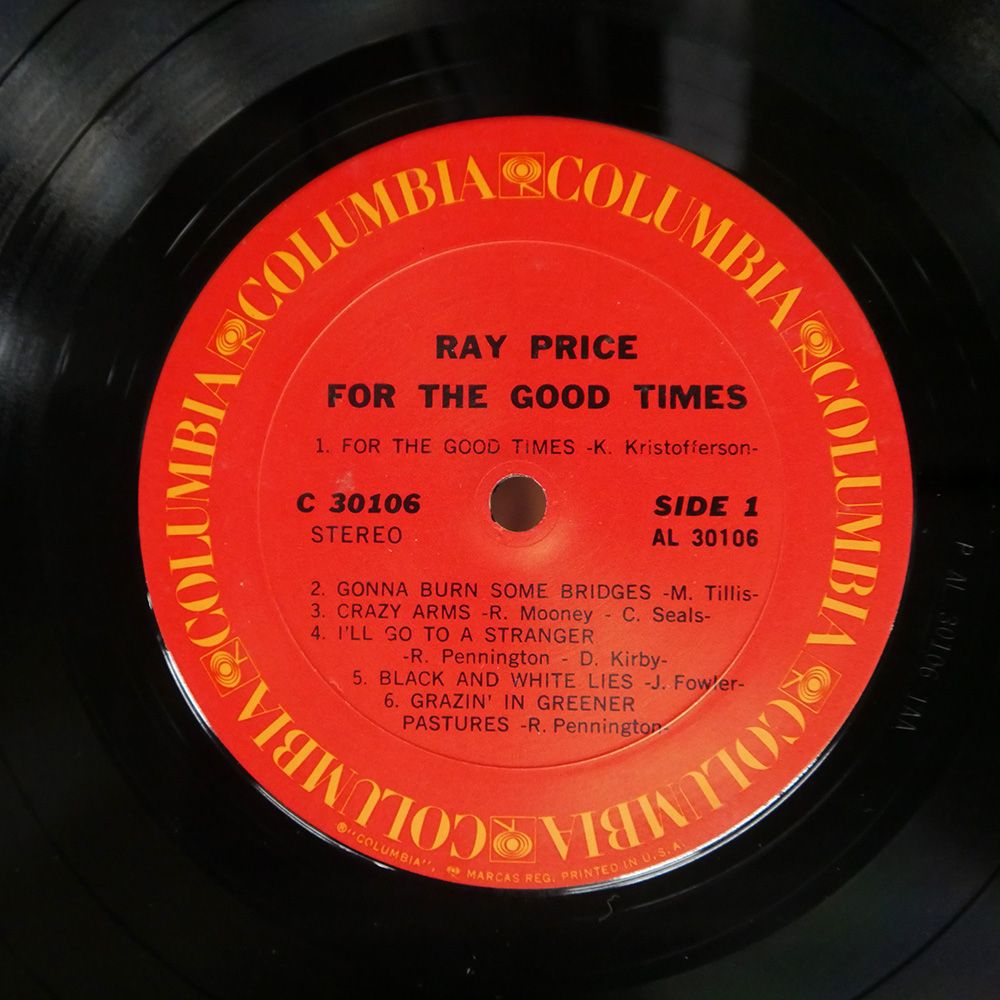 COLUMBIA COLUMBIA COLUMBIA COLUMBIA COLUMBIA COLUMBIA
RAY PRICE
FOR THE GOOD TIMES
1. FOR THE GOOD TIMES -K. Kristofferson-
C 30106
STEREO
SIDE 1
AL 30106
2. GONNA BURN SOME BRIDGES -M. Tillis-
3. CRAZY ARMS -R. Mooney - C. Seals-
4. I'LL GO TO A STRANGER
-R. Pennington - D. Kirby-
5. BLACK AND WHITE LIES -J. Fowler-
6. GRAZIN' IN GREENER
PASTURES -R. Pennington-
®"COLUMBIA", MARCAS REG. PRINTED IN U.S.A.
P AL 30106 1AA